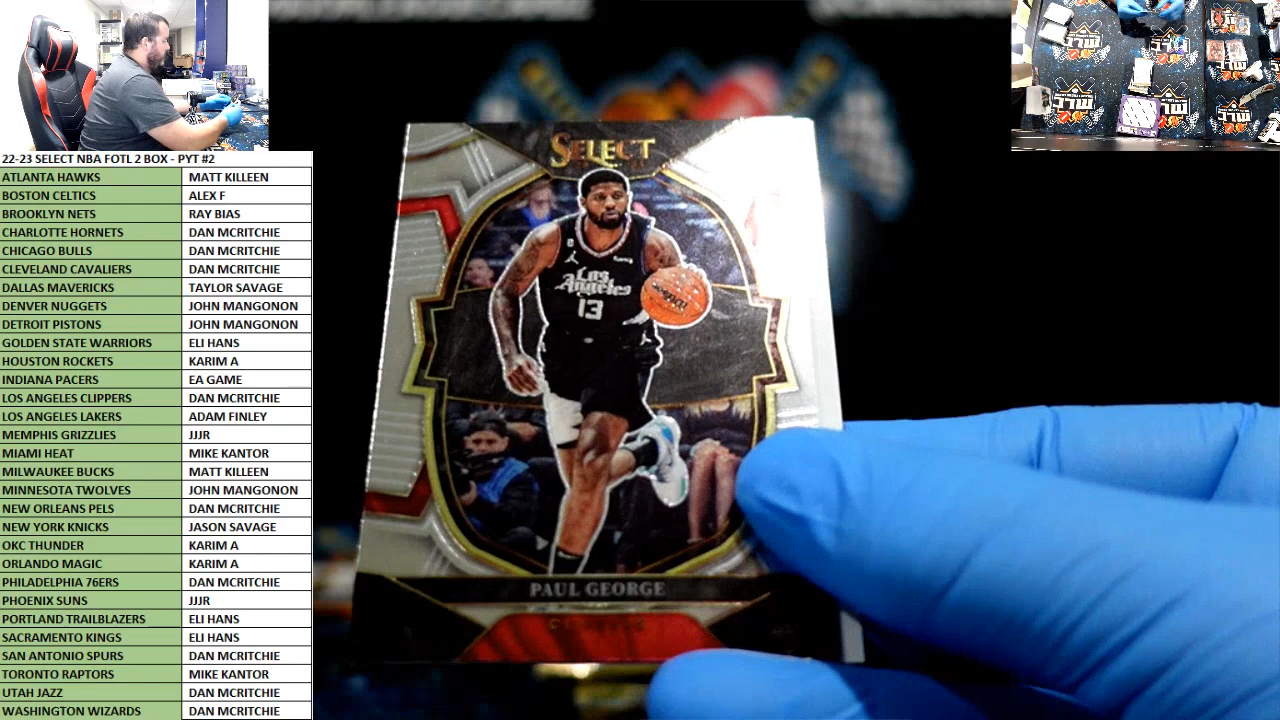 22-23 SELECT NBA FOTL 2 BOX - PYT #2
ATLANTA HAWKS MATT KILLEEN
BOSTON CELTICS ALEX F
BROOKLYN NETS RAY BIAS
CHARLOTTE HORNETS DAN MCRITCHIE
CHICAGO BULLS DAN MCRITCHIE
CLEVELAND CAVALIERS DAN MCRITCHIE
DALLAS MAVERICKS TAYLOR SAVAGE
DENVER NUGGETS JOHN MANGONON
DETROIT PISTONS JOHN MANGONON
GOLDEN STATE WARRIORS ELI HANS
HOUSTON ROCKETS KARIM A
INDIANA PACERS EA GAME
LOS ANGELES CLIPPERS DAN MCRITCHIE
LOS ANGELES LAKERS ADAM FINLEY
MEMPHIS GRIZZLIES JJJR
MIAMI HEAT MIKE KANTOR
MILWAUKEE BUCKS MATT KILLEEN
MINNESOTA TWOLVES JOHN MANGONON
NEW ORLEANS PELS DAN MCRITCHIE
NEW YORK KNICKS JASON SAVAGE
OKC THUNDER KARIM A
ORLANDO MAGIC KARIM A
PHILADELPHIA 76ERS DAN MCRITCHIE
PHOENIX SUNS JJJR
PORTLAND TRAILBLAZERS ELI HANS
SACRAMENTO KINGS ELI HANS
SAN ANTONIO SPURS DAN MCRITCHIE
TORONTO RAPTORS MIKE KANTOR
UTAH JAZZ DAN MCRITCHIE
WASHINGTON WIZARDS DAN MCRITCHIE
SELECT
Los
Angeles
13
PAUL GEORGE